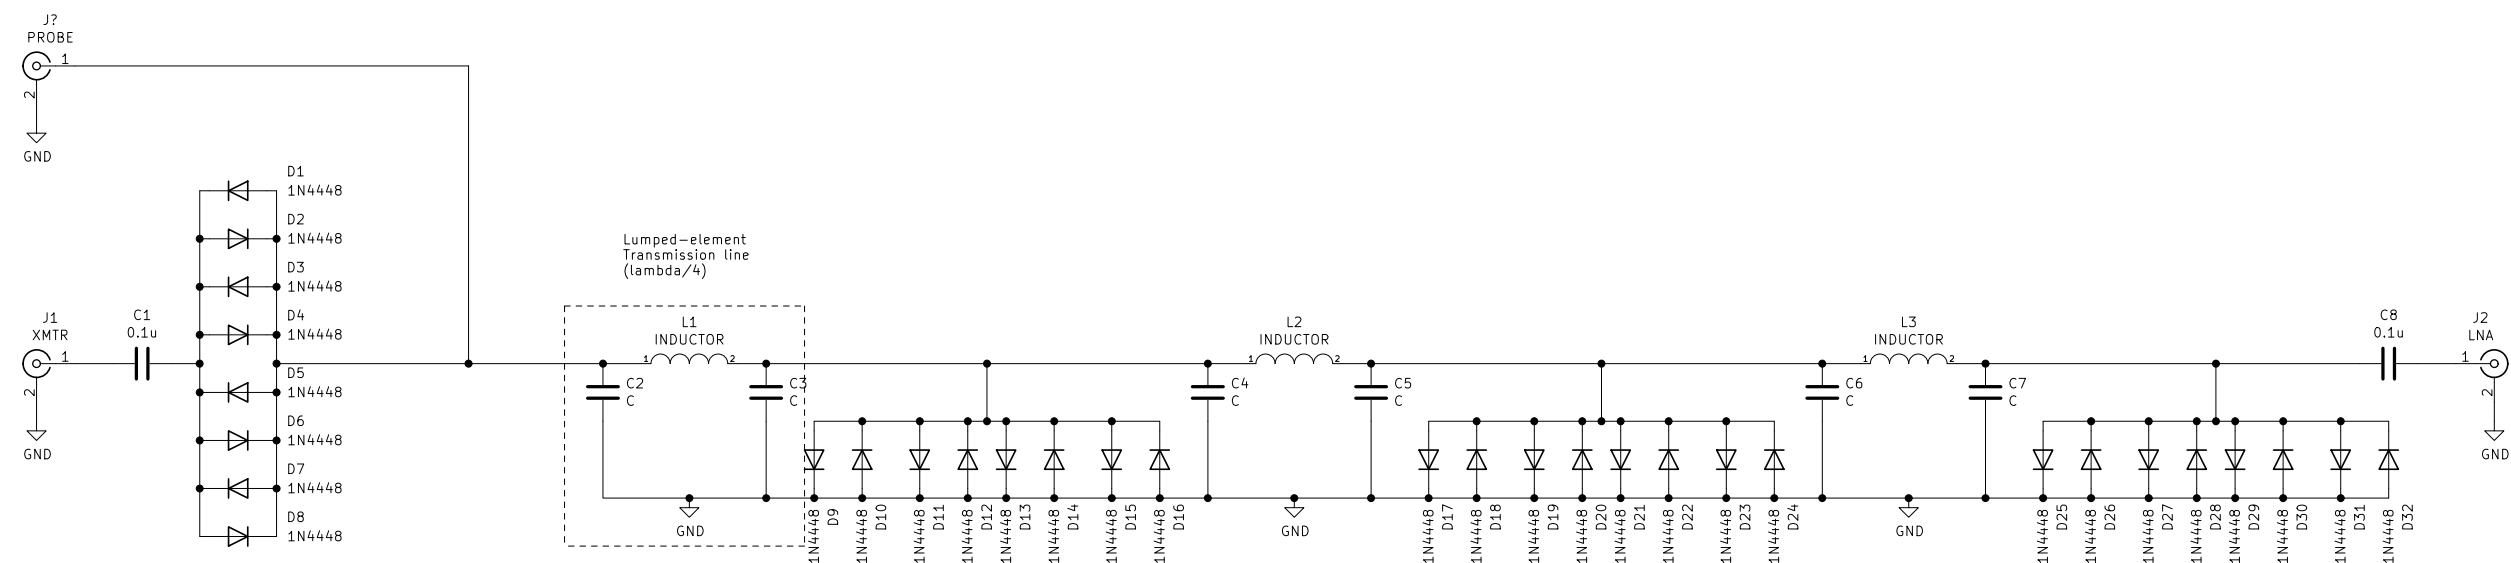 J?
PROBE
1
2
GND
J1
XMTR
1
2
GND
C1
0.1u
D1
1N4448
D2
1N4448
D3
1N4448
D4
1N4448
D5
1N4448
D6
1N4448
D7
1N4448
D8
1N4448
Lumped-element
Transmission line
(lambda/4)
L1
INDUCTOR
1
2
C2
C
C3
C
GND
1N4448
D9
1N4448
D10
1N4448
D11
1N4448
D12
1N4448
D13
1N4448
D14
1N4448
D15
1N4448
D16
C4
C
L2
INDUCTOR
1
2
C5
C
GND
1N4448
D17
1N4448
D18
1N4448
D19
1N4448
D20
1N4448
D21
1N4448
D22
1N4448
D23
1N4448
D24
C6
C
L3
INDUCTOR
1
2
C7
C
GND
1N4448
D25
1N4448
D26
1N4448
D27
1N4448
D28
1N4448
D29
1N4448
D30
1N4448
D31
1N4448
D32
C8
0.1u
J2
LNA
1
2
GND